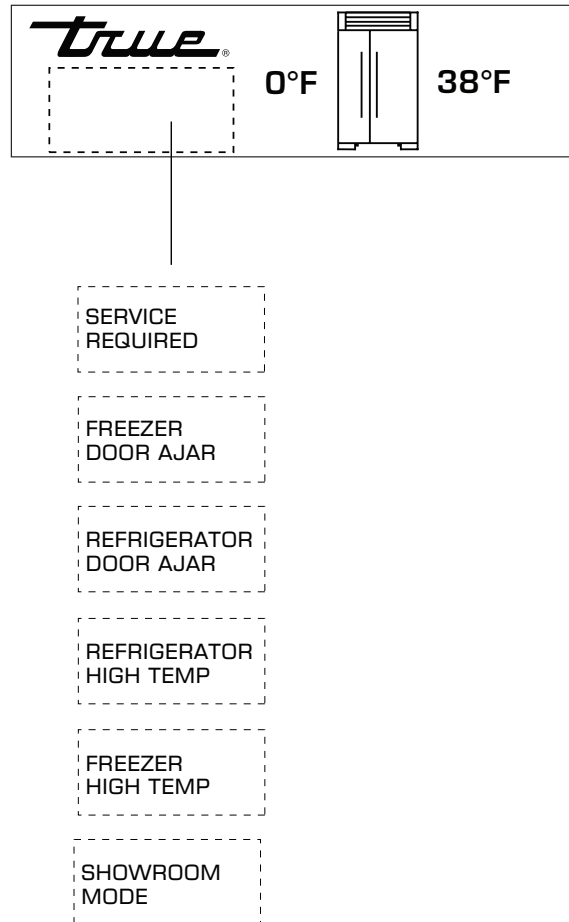 true®
0°F 38°F
SERVICE
REQUIRED
FREEZER
DOOR AJAR
REFRIGERATOR
DOOR AJAR
REFRIGERATOR
HIGH TEMP
FREEZER
HIGH TEMP
SHOWROOM
MODE